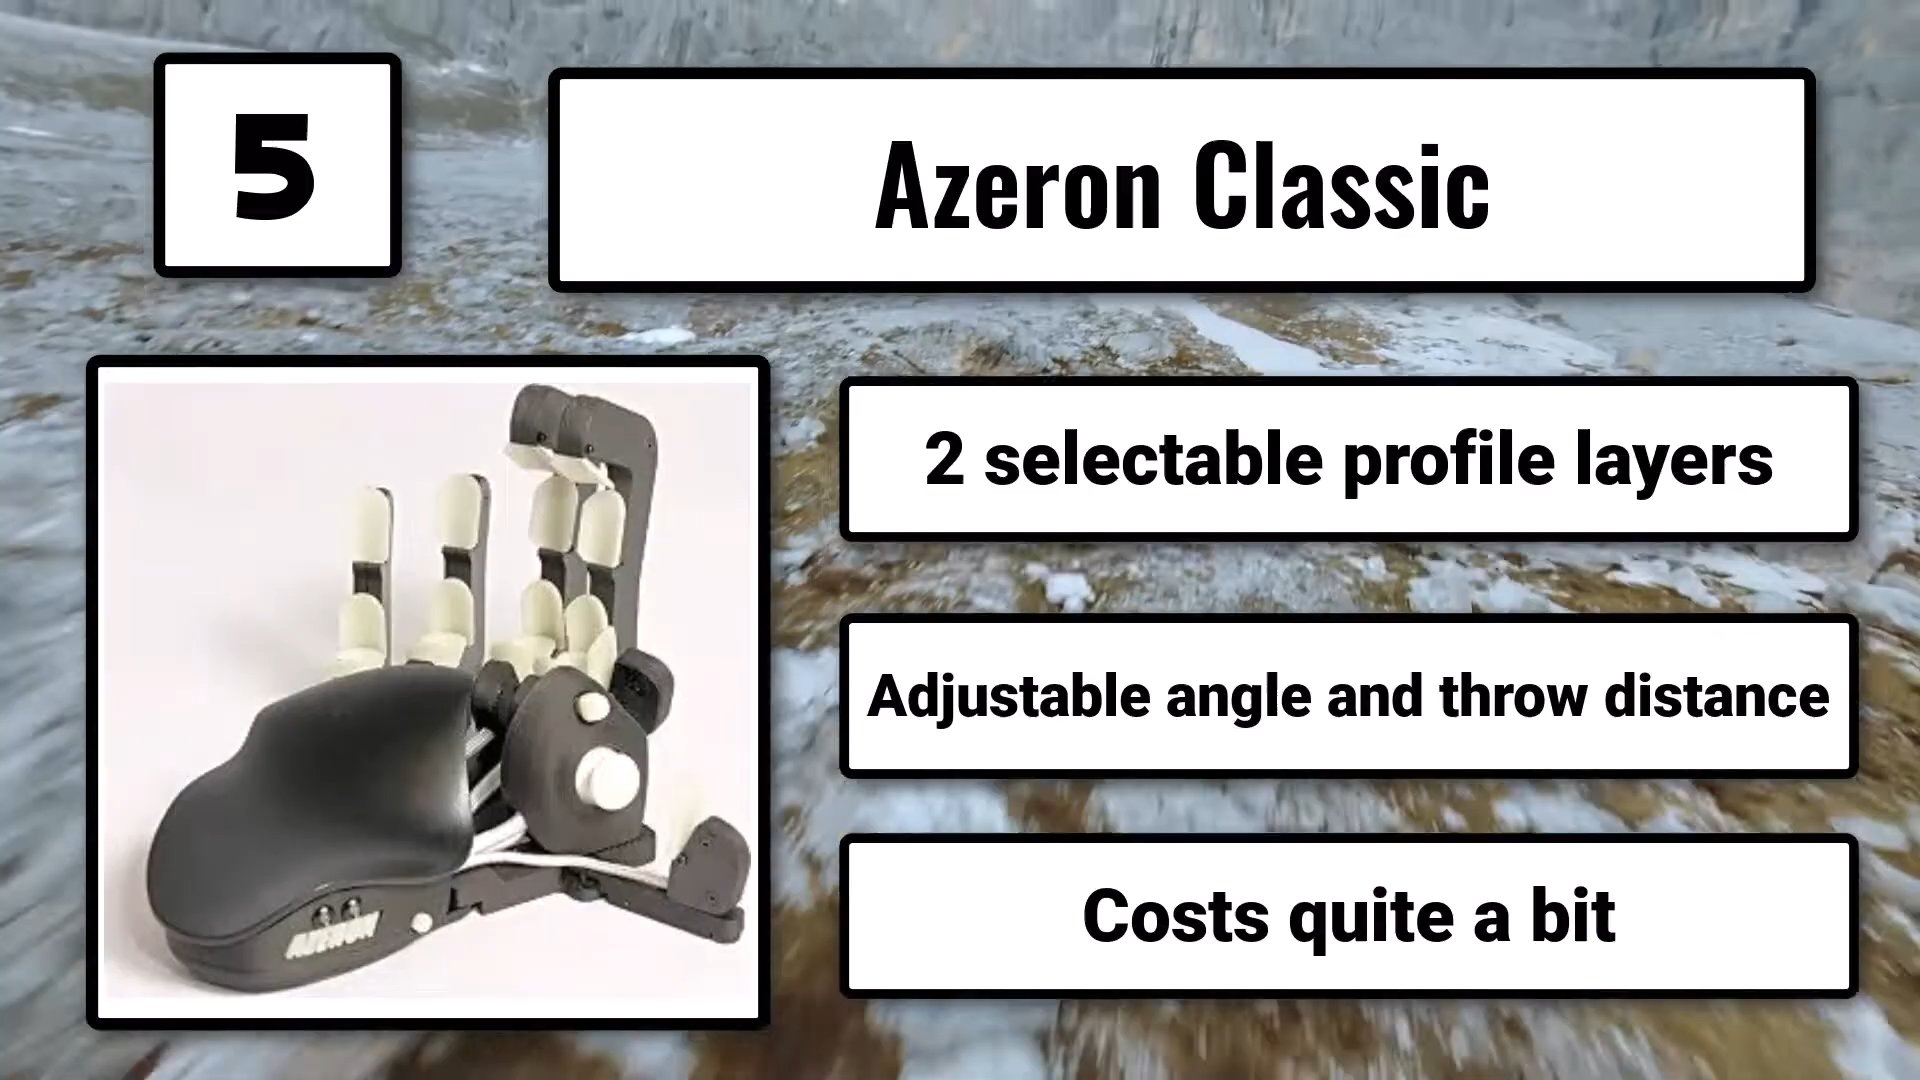 5
Azeron Classic
2 selectable profile layers
Adjustable angle and throw distance
Costs quite a bit
AZERON